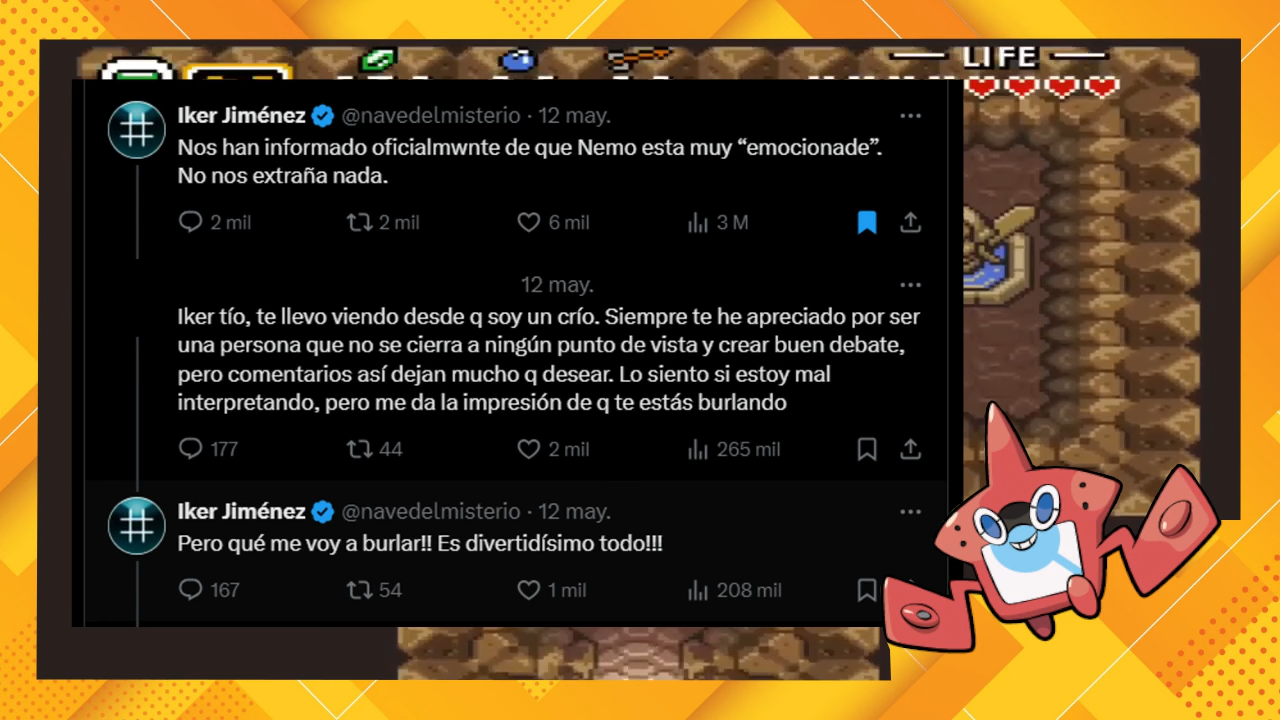 LIFE
Iker Jiménez @navedelmisterio · 12 may.
Nos han informado oficialmwnte de que Nemo esta muy “emocionade”.
No nos extraña nada.
2 mil 2 mil 6 mil 3 M
12 may.
Iker tío, te llevo viendo desde q soy un crío. Siempre te he apreciado por ser
una persona que no se cierra a ningún punto de vista y crear buen debate,
pero comentarios así dejan mucho q desear. Lo siento si estoy mal
interpretando, pero me da la impresión de q te estás burlando
177 44 2 mil 265 mil
Iker Jiménez @navedelmisterio · 12 may.
Pero qué me voy a burlar!! Es divertidísimo todo!!!
167 54 1 mil 208 mil